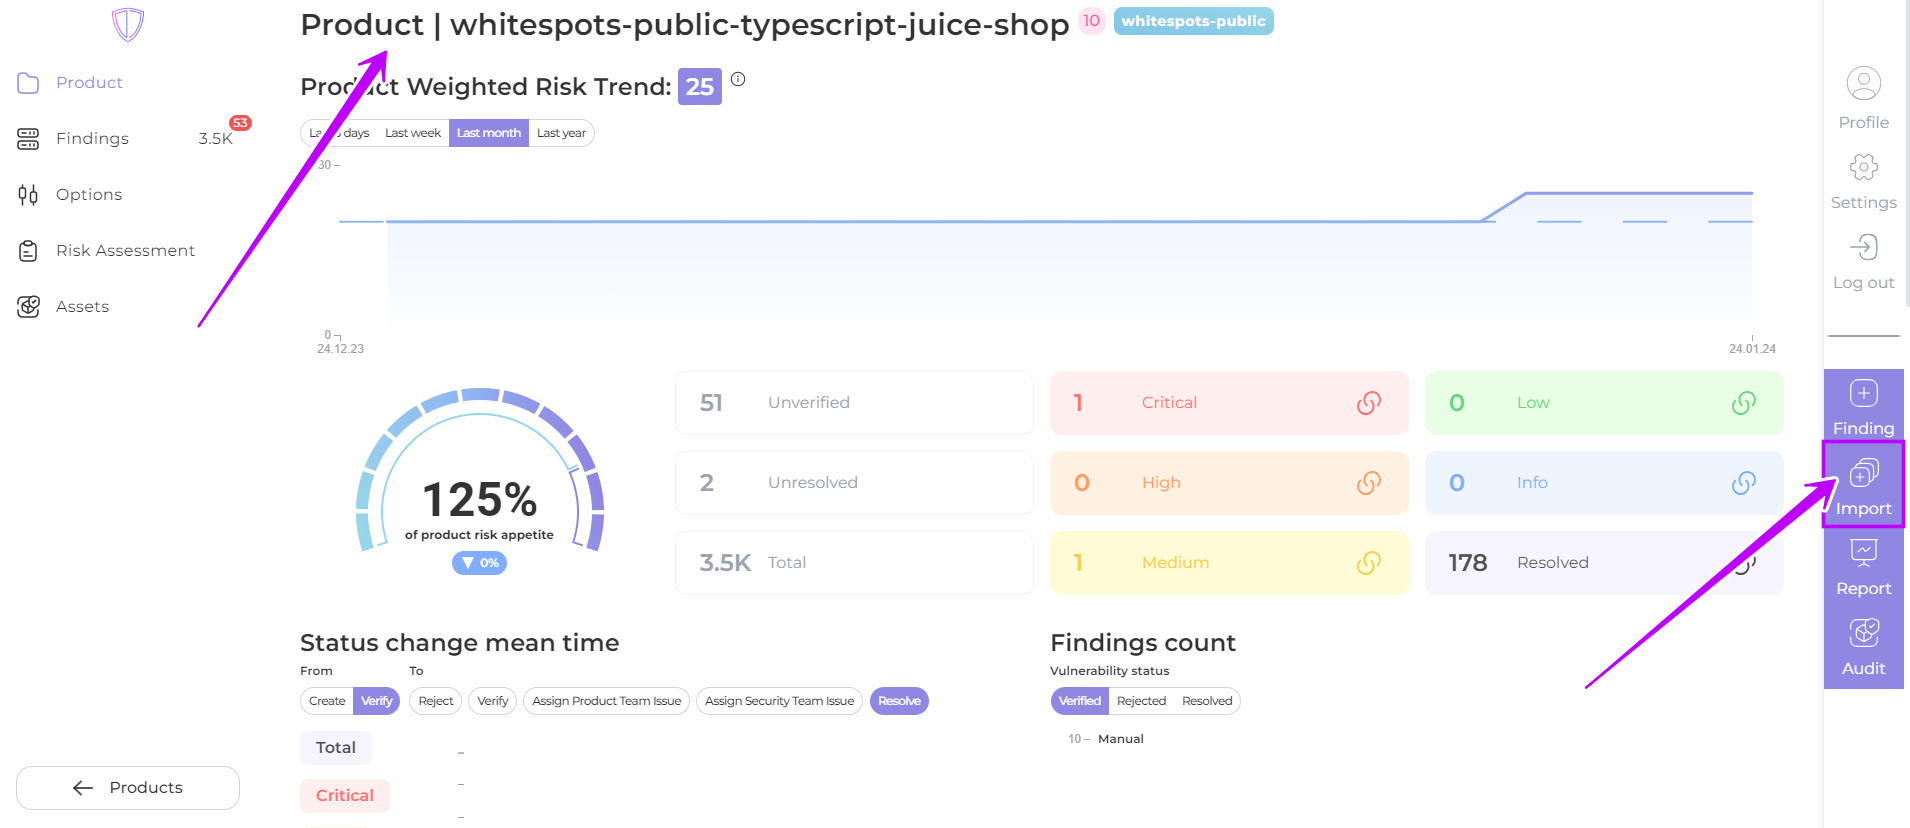 Product | whitespots-public-typescript-juice-shop 10 whitespots-public
Product
Findings 3.5K 53
Options
Risk Assessment
Assets
Products
Product Weighted Risk Trend: 25
days Last week Last month Last year
30
0
24.12.23 24.01.24
125%
of product risk appetite
0%
51 Unverified
2 Unresolved
3.5K Total
1 Critical
0 High
1 Medium
0 Low
0 Info
178 Resolved
Status change mean time
From To
Create Verify Reject Verify Assign Product Team Issue Assign Security Team Issue Resolve
Total –
Critical –
–
Findings count
Vulnerability status
Verified Rejected Resolved
10 – Manual
Profile
Settings
Log out
Finding
Import
Report
Audit